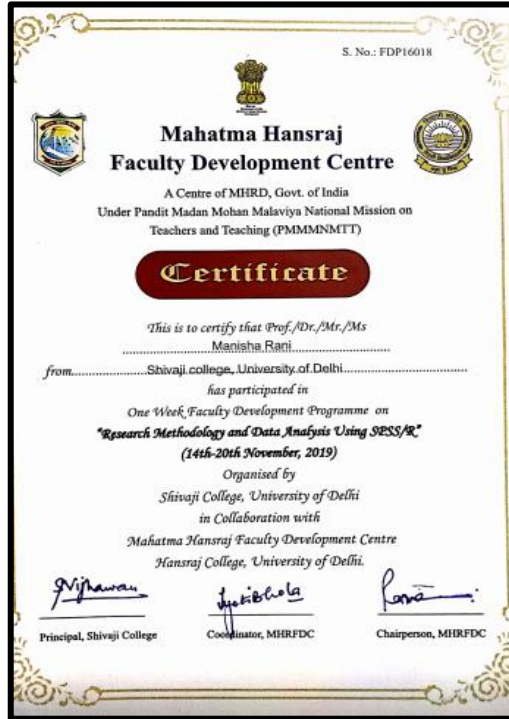 S. No.: FDP16018
Mahatma Hansraj
Faculty Development Centre
A Centre of MHRD, Govt. of India
Under Pandit Madan Mohan Malaviya National Mission on
Teachers and Teaching (PMMMNMTT)
Certificate
This is to certify that Prof./Dr./Mr./Ms
Manisha Rani
from Shivaji college, University of Delhi
has participated in
One Week Faculty Development Programme on
"Research Methodology and Data Analysis Using SPSS/R"
(14th-20th November, 2019)
Organised by
Shivaji College, University of Delhi
in Collaboration with
Mahatma Hansraj Faculty Development Centre
Hansraj College, University of Delhi.
JyotiBhola
Principal, Shivaji College
Coordinator, MHRFDC
Chairperson, MHRFDC